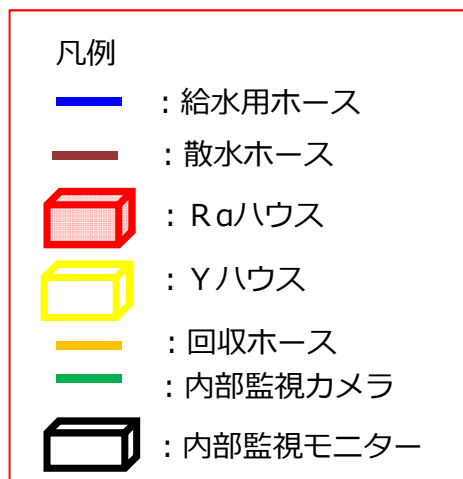 凡例
：給水用ホース
：散水ホース
：Ｒαハウス
：Ｙハウス
：回収ホース
：内部監視カメラ
：内部監視モニター